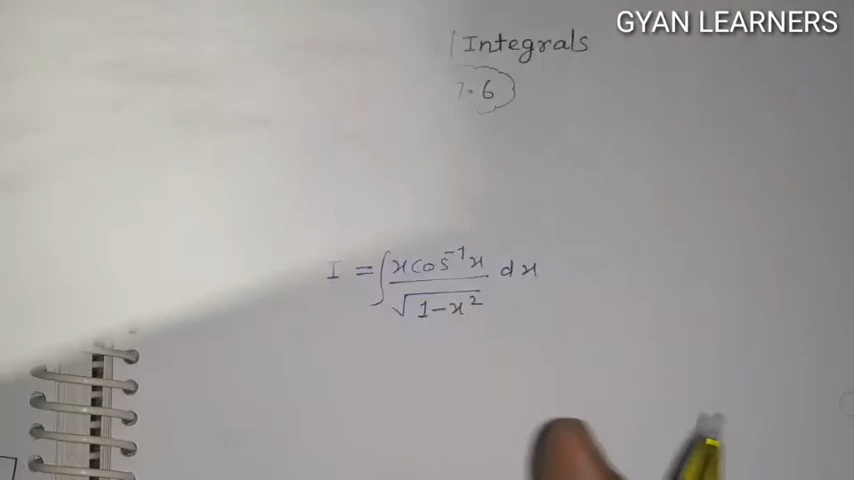 GYAN LEARNERS
Integrals
7.6
I = ∫ x cos⁻¹x / √(1-x²) dx